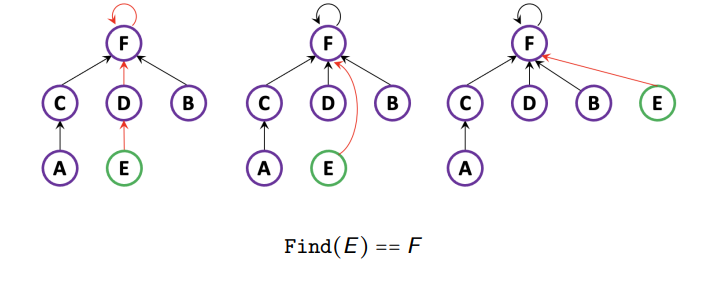 F F F
C D B C D B C D B E
A E A E A
Find(E) == F